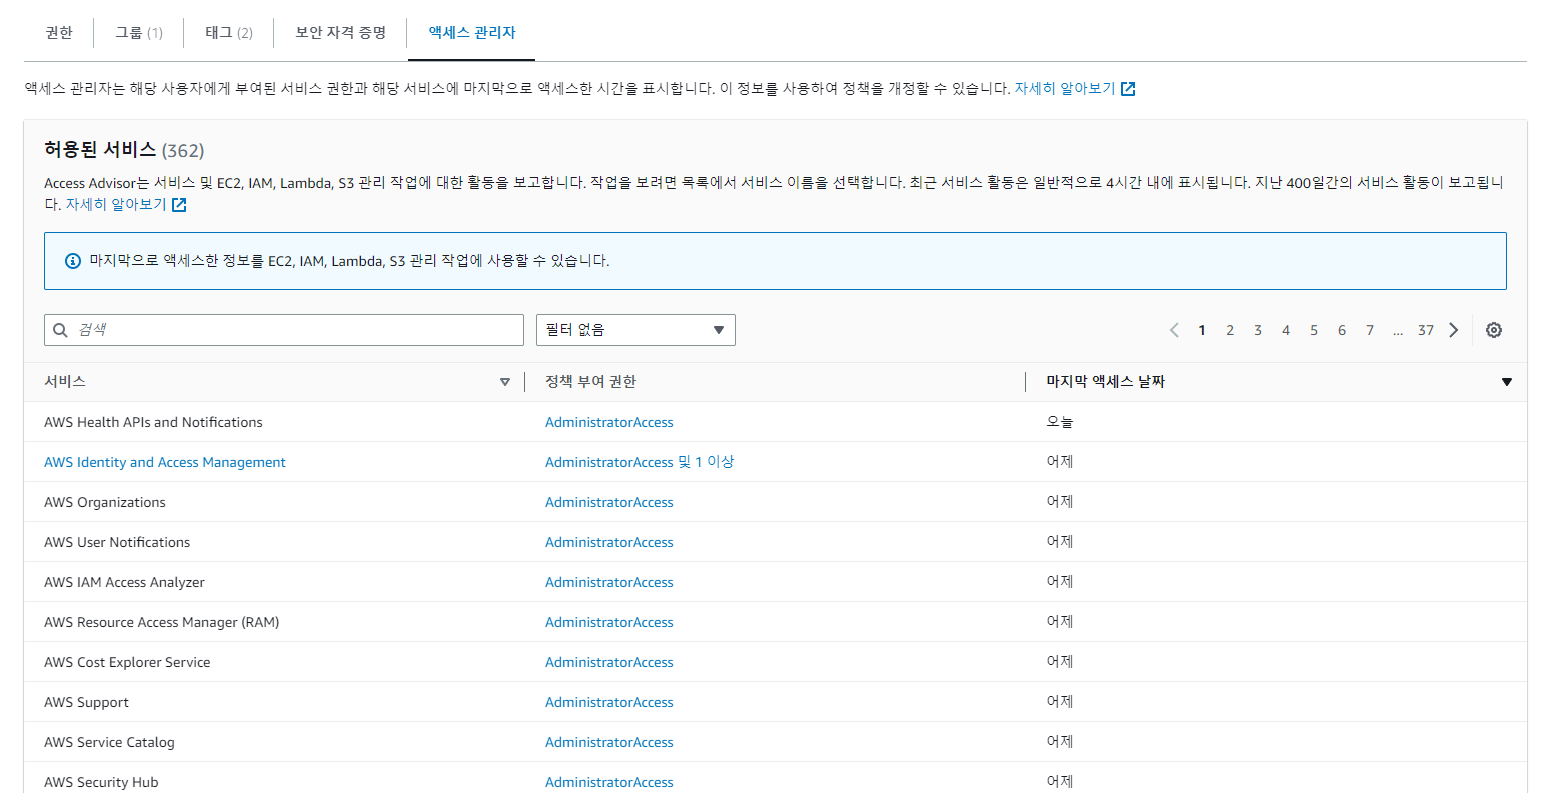 권한
그룹 (1)
태그 (2)
보안 자격 증명
액세스 관리자
액세스 관리자는 해당 사용자에게 부여된 서비스 권한과 해당 서비스에 마지막으로 액세스한 시간을 표시합니다. 이 정보를 사용하여 정책을 개정할 수 있습니다. 자세히 알아보기
허용된 서비스 (362)
Access Advisor는 서비스 및 EC2, IAM, Lambda, S3 관리 작업에 대한 활동을 보고합니다. 작업을 보려면 목록에서 서비스 이름을 선택합니다. 최근 서비스 활동은 일반적으로 4시간 내에 표시됩니다. 지난 400일간의 서비스 활동이 보고됩니
다. 자세히 알아보기
마지막으로 액세스한 정보를 EC2, IAM, Lambda, S3 관리 작업에 사용할 수 있습니다.
검색
필터 없음
1 2 3 4 5 6 7 ... 37
서비스 정책 부여 권한 마지막 액세스 날짜
AWS Health APIs and Notifications AdministratorAccess 오늘
AWS Identity and Access Management AdministratorAccess 및 1 이상 어제
AWS Organizations AdministratorAccess 어제
AWS User Notifications AdministratorAccess 어제
AWS IAM Access Analyzer AdministratorAccess 어제
AWS Resource Access Manager (RAM) AdministratorAccess 어제
AWS Cost Explorer Service AdministratorAccess 어제
AWS Support AdministratorAccess 어제
AWS Service Catalog AdministratorAccess 어제
AWS Security Hub AdministratorAccess 어제